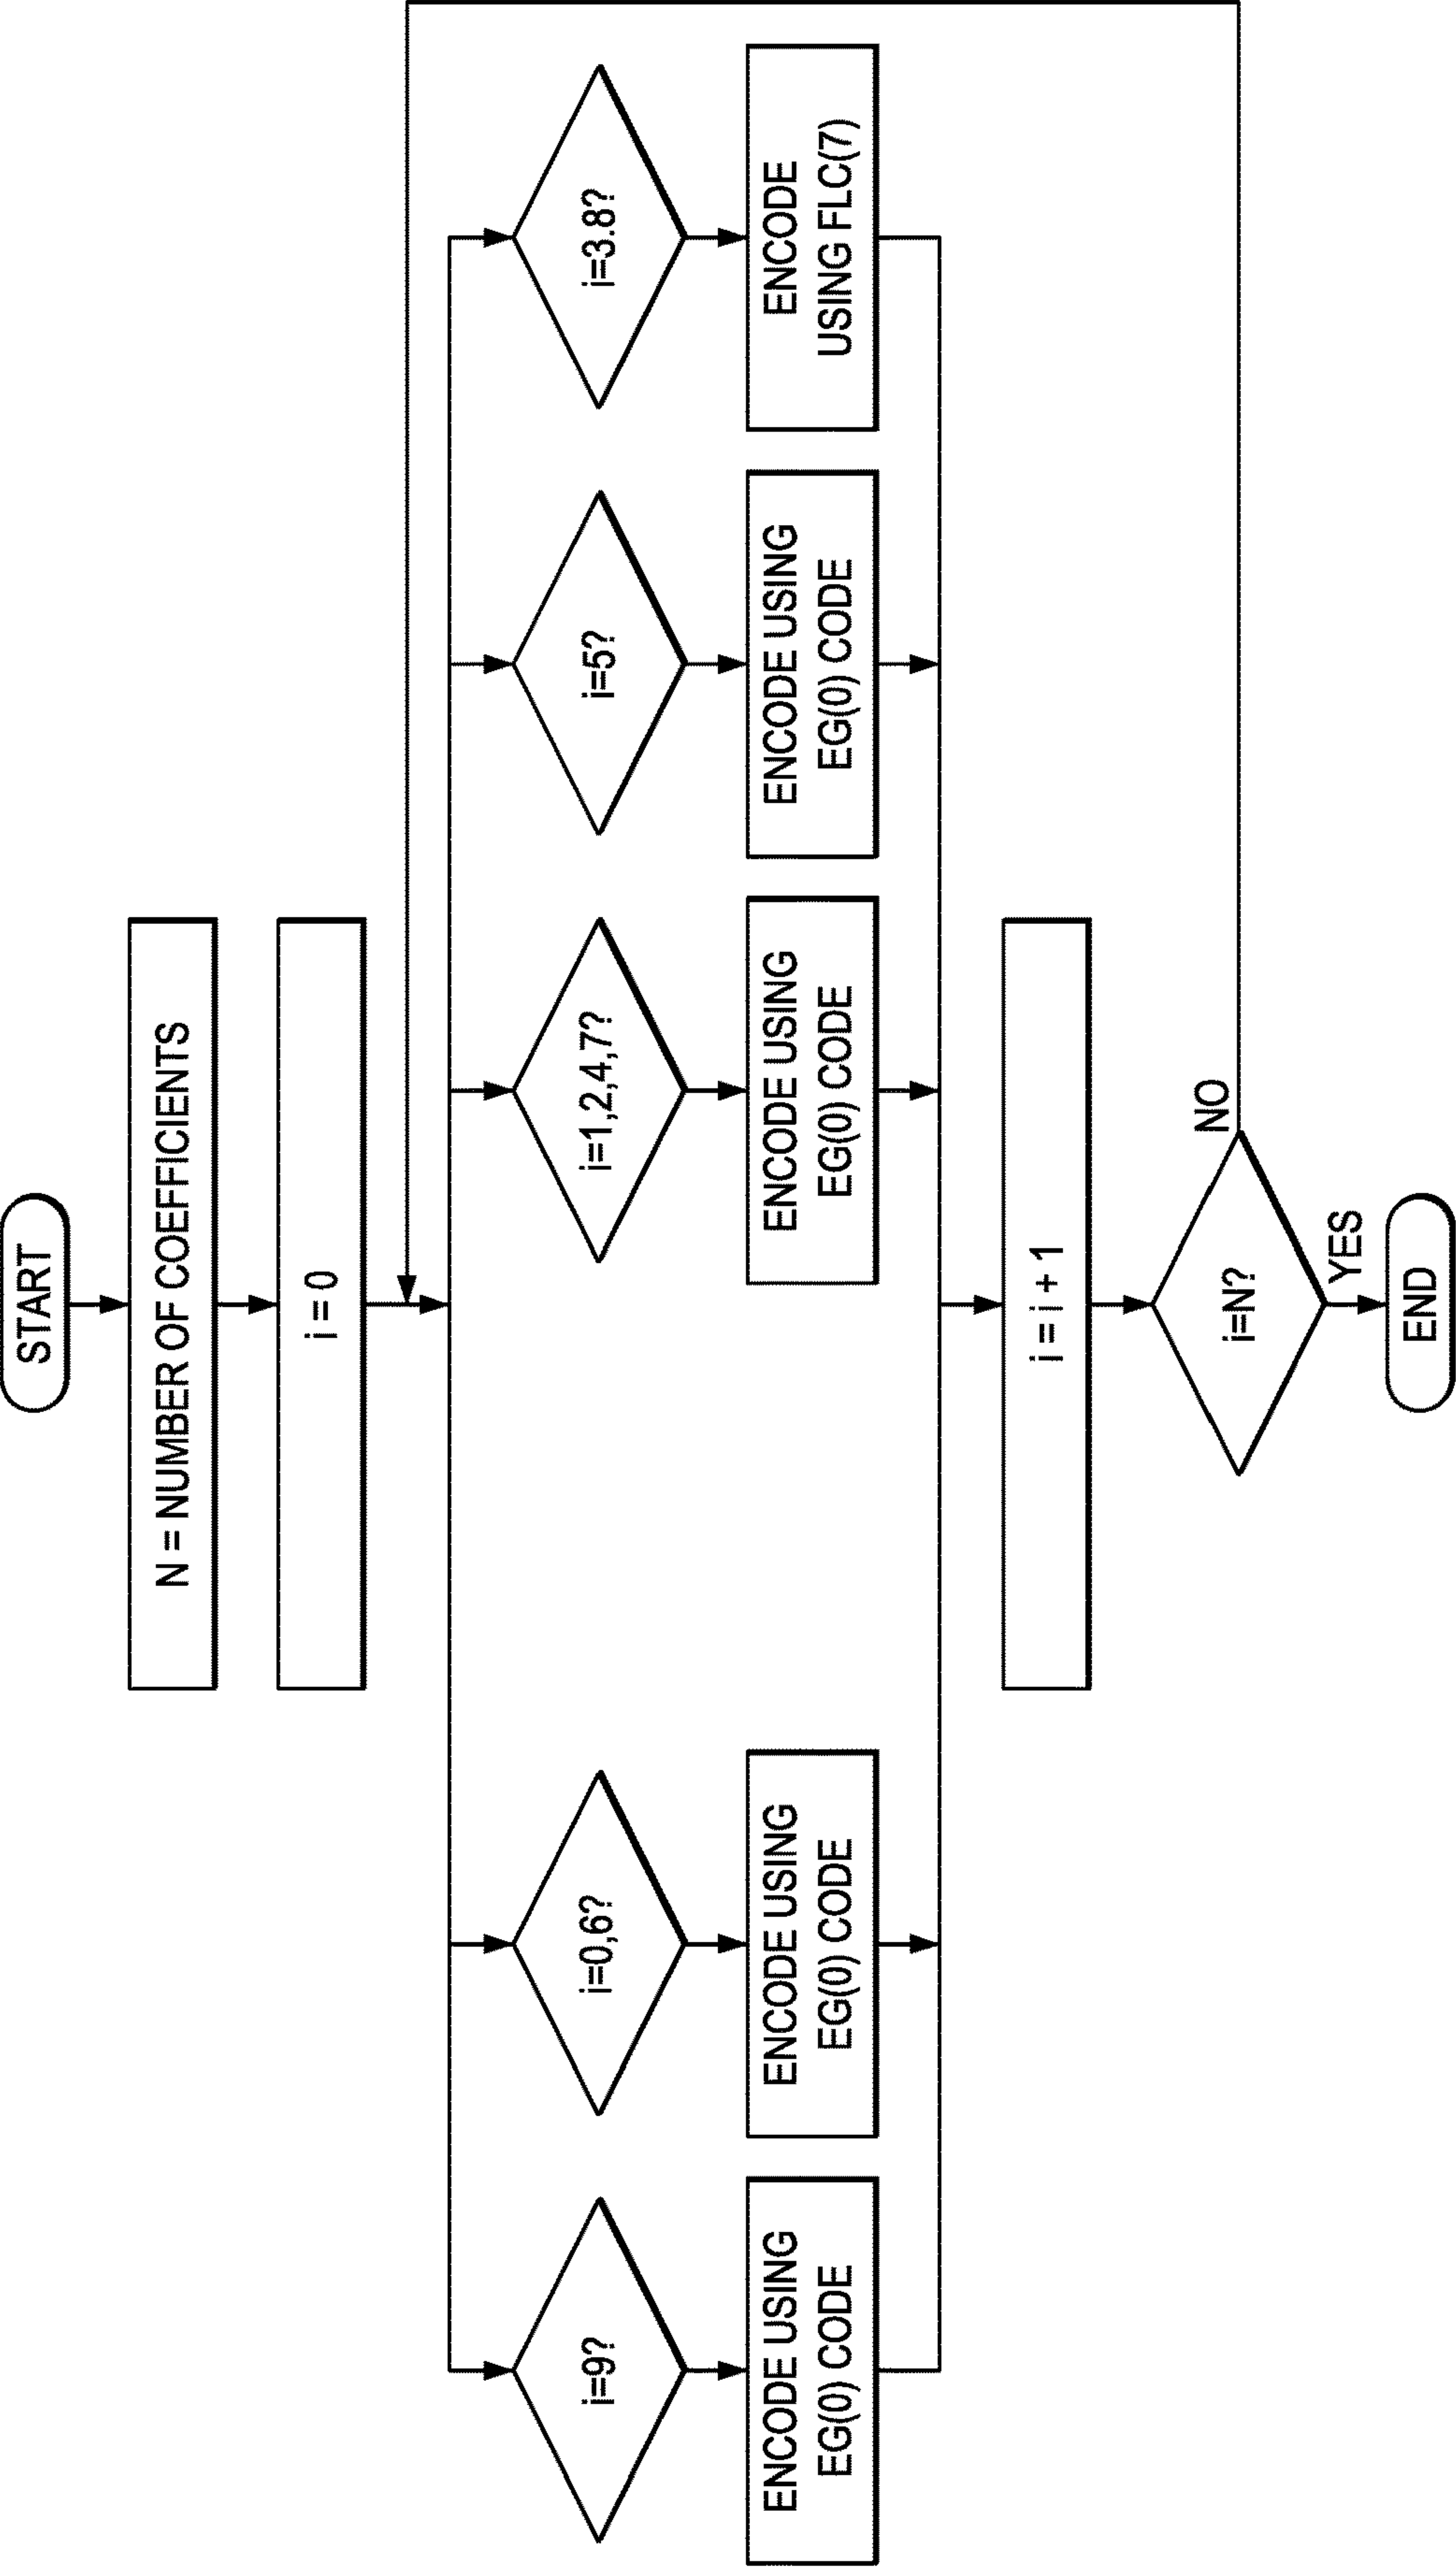 START
N = NUMBER OF COEFFICIENTS
i = 0
i=9?
i=0,6?
i=1,2,4,7?
i=5?
i=3.8?
ENCODE USING
EG(0) CODE
ENCODE USING
EG(0) CODE
ENCODE USING
EG(0) CODE
ENCODE USING
EG(0) CODE
ENCODE
USING FLC(7)
i = i + 1
i=N?
NO
YES
END